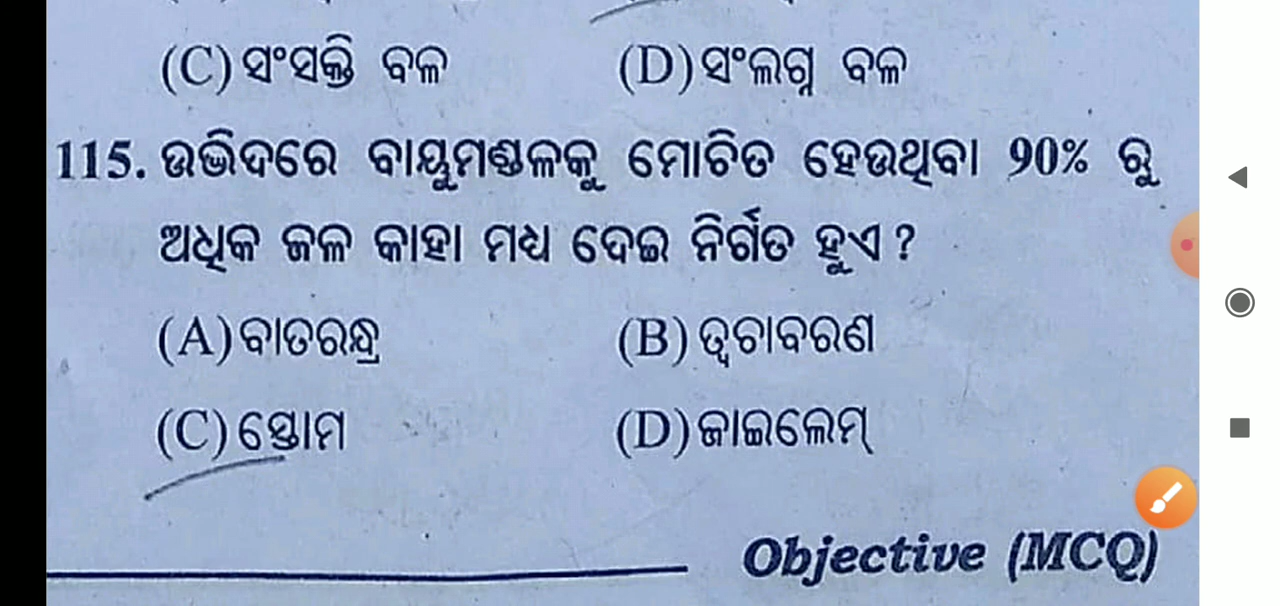 (C) ସଂସକ୍ତି ବଳ (D) ସଂଲଗ୍ନ ବଳ
115. ଉଦ୍ଭିଦରେ ବାୟୁମଣ୍ଡଳକୁ ମୋଚିତ ହେଉଥିବା 90% ରୁ
ଅଧିକ ଜଳ କାହା ମଧ୍ୟ ଦେଇ ନିର୍ଗତ ହୁଏ ?
(A) ବାତରନ୍ଧ୍ର (B) ତ୍ୱଚାବରଣ
(C) ସ୍ତୋମ (D) ଜାଇଲେମ୍
Objective (MCQ)